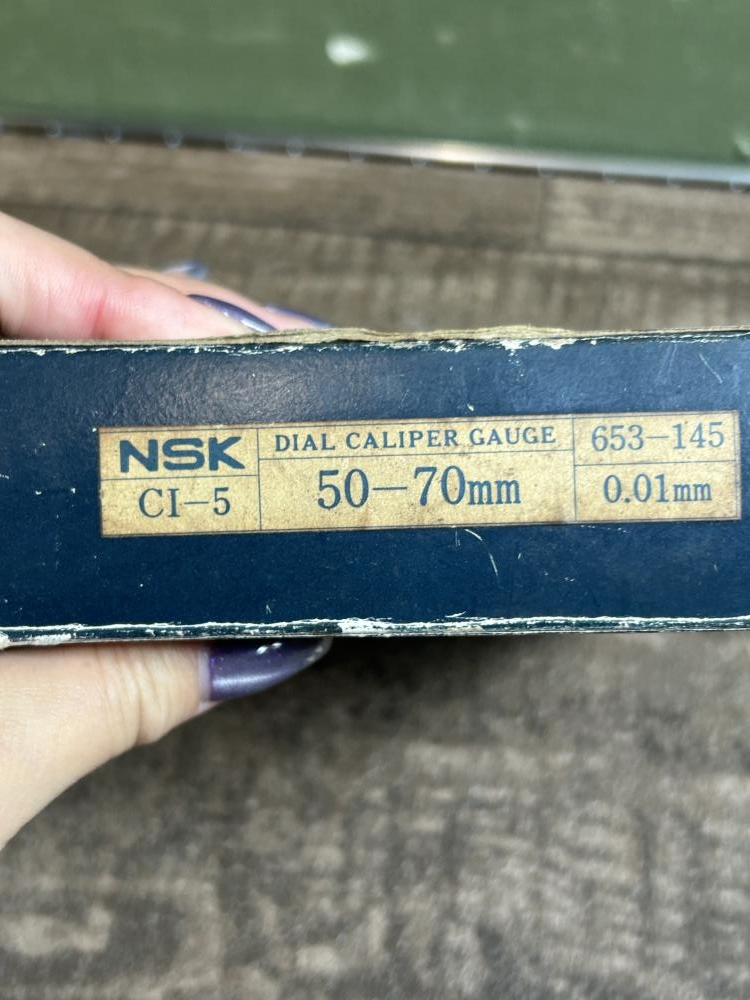 NSK
CI-5
DIAL CALIPER GAUGE
50-70mm
653-145
0.01mm